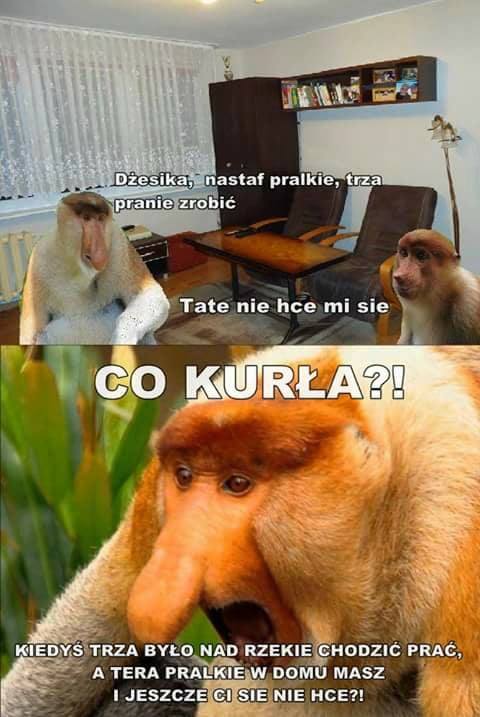 Dżesika, nastaf pralkie, trza
pranie zrobić
Tate nie hce mi sie
CO KURŁA?!
KIEDYŚ TRZA BYŁO NAD RZEKIE CHODZIĆ PRAĆ,
A TERA PRALKIE W DOMU MASZ
I JESZCZE CI SIE NIE HCE?!